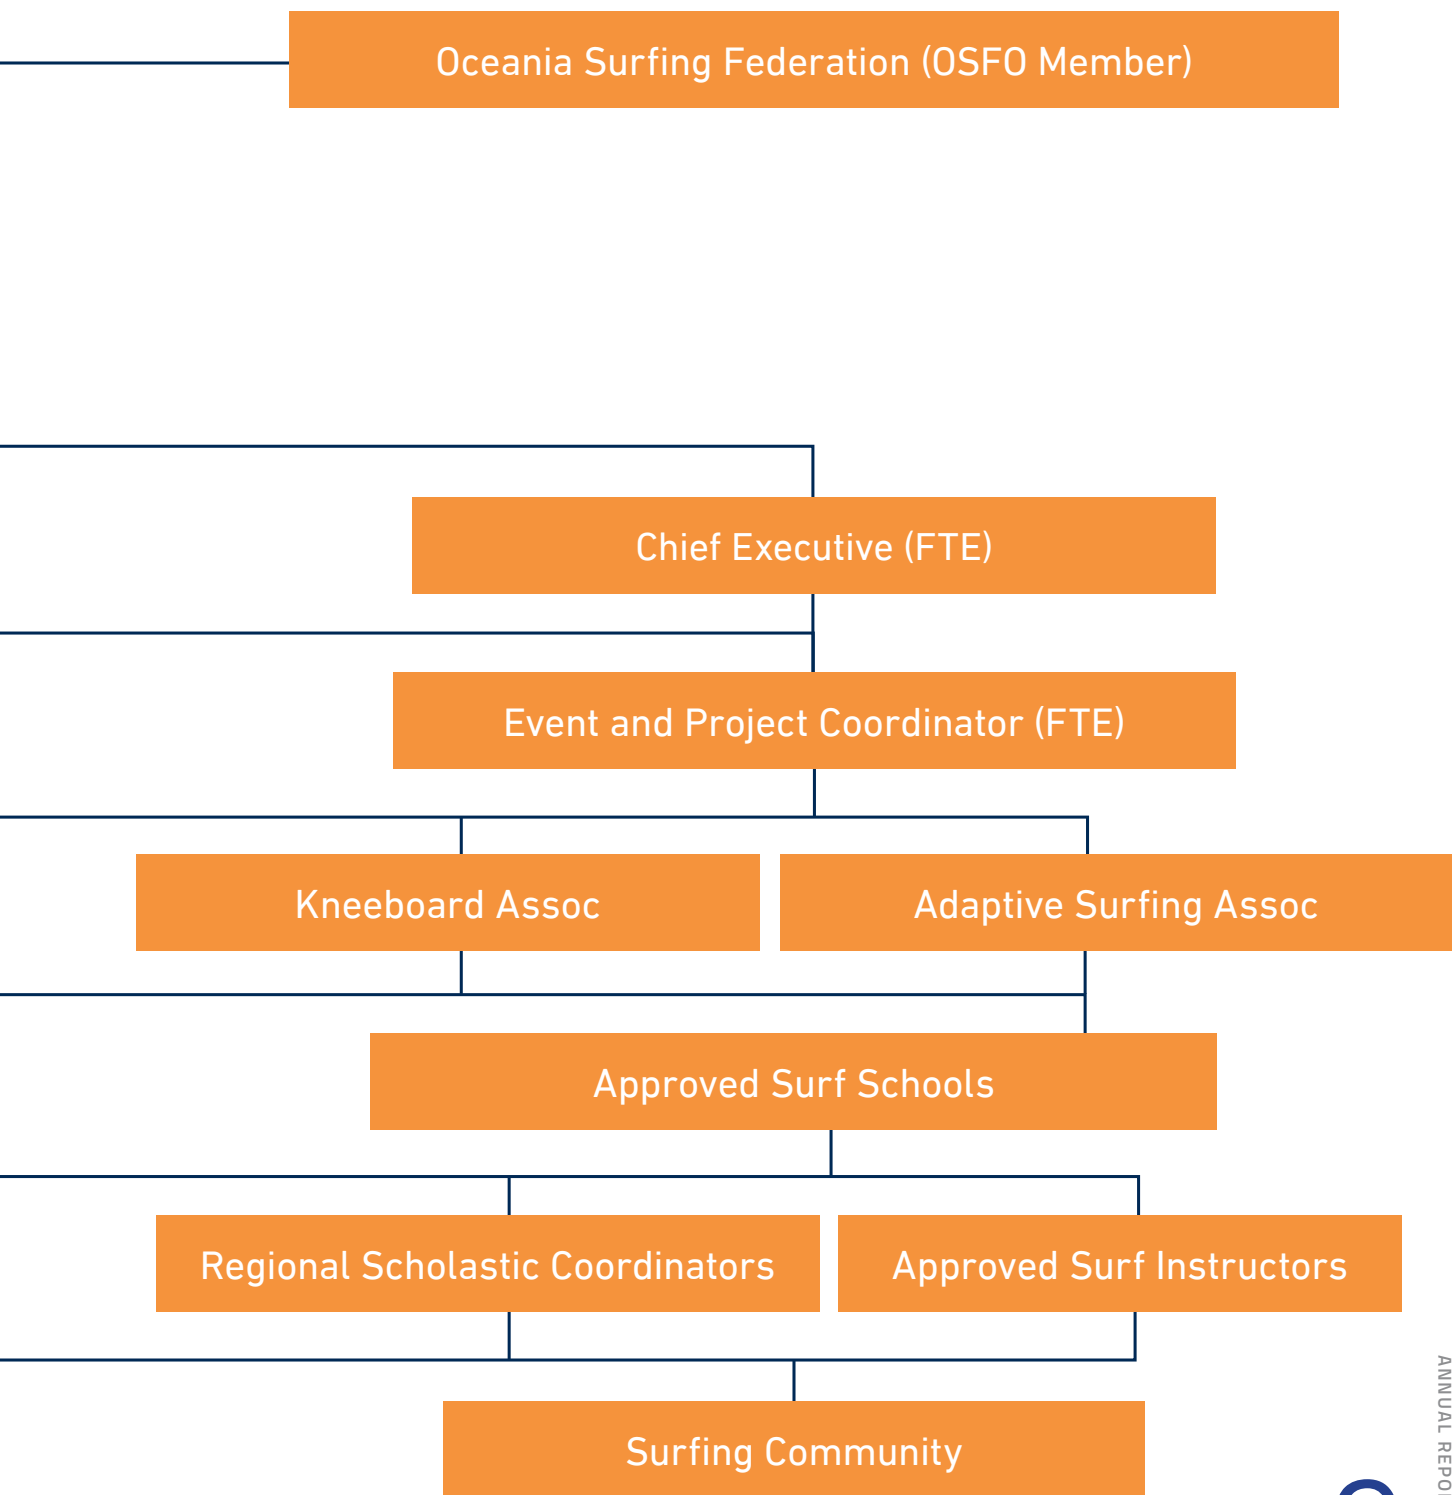 Oceania Surfing Federation (OSFO Member)
Chief Executive (FTE)
Event and Project Coordinator (FTE)
Kneeboard Assoc
Adaptive Surfing Assoc
Approved Surf Schools
Regional Scholastic Coordinators
Approved Surf Instructors
Surfing Community
ANNUAL